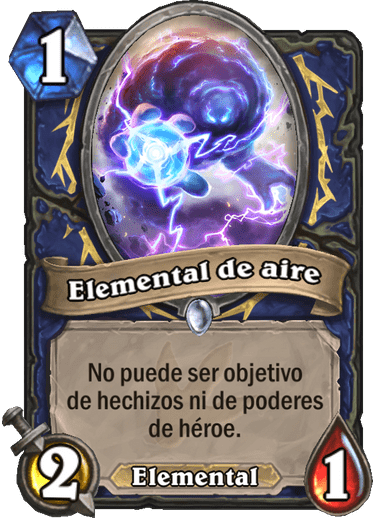 1
Elemental de aire
No puede ser objetivo
de hechizos ni de poderes
de héroe.
2
Elemental
1